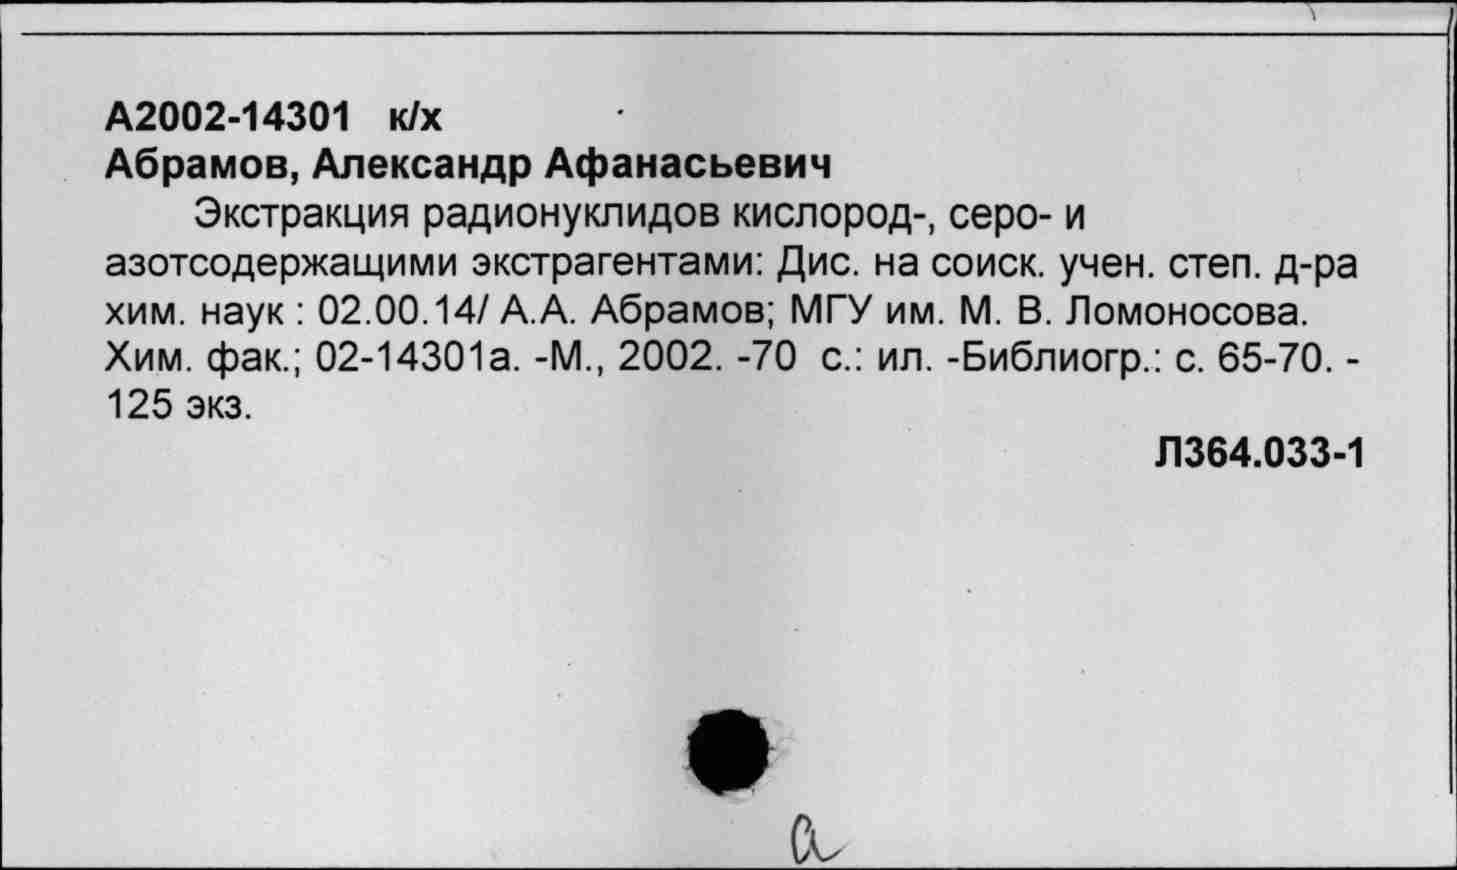 А2002-14301 к/х
Абрамов, Александр Афанасьевич
Экстракция радионуклидов кислород-, серо- и
азотсодержащими экстрагентами: Дис. на соиск. учен. степ. д-ра
хим. наук : 02.00.14/ А.А. Абрамов; МГУ им. М. В. Ломоносова.
Хим. фак.; 02-14301а. -М., 2002. -70 с.: ил. -Библиогр.: с. 65-70. -
125 экз.
Л364.033-1
а